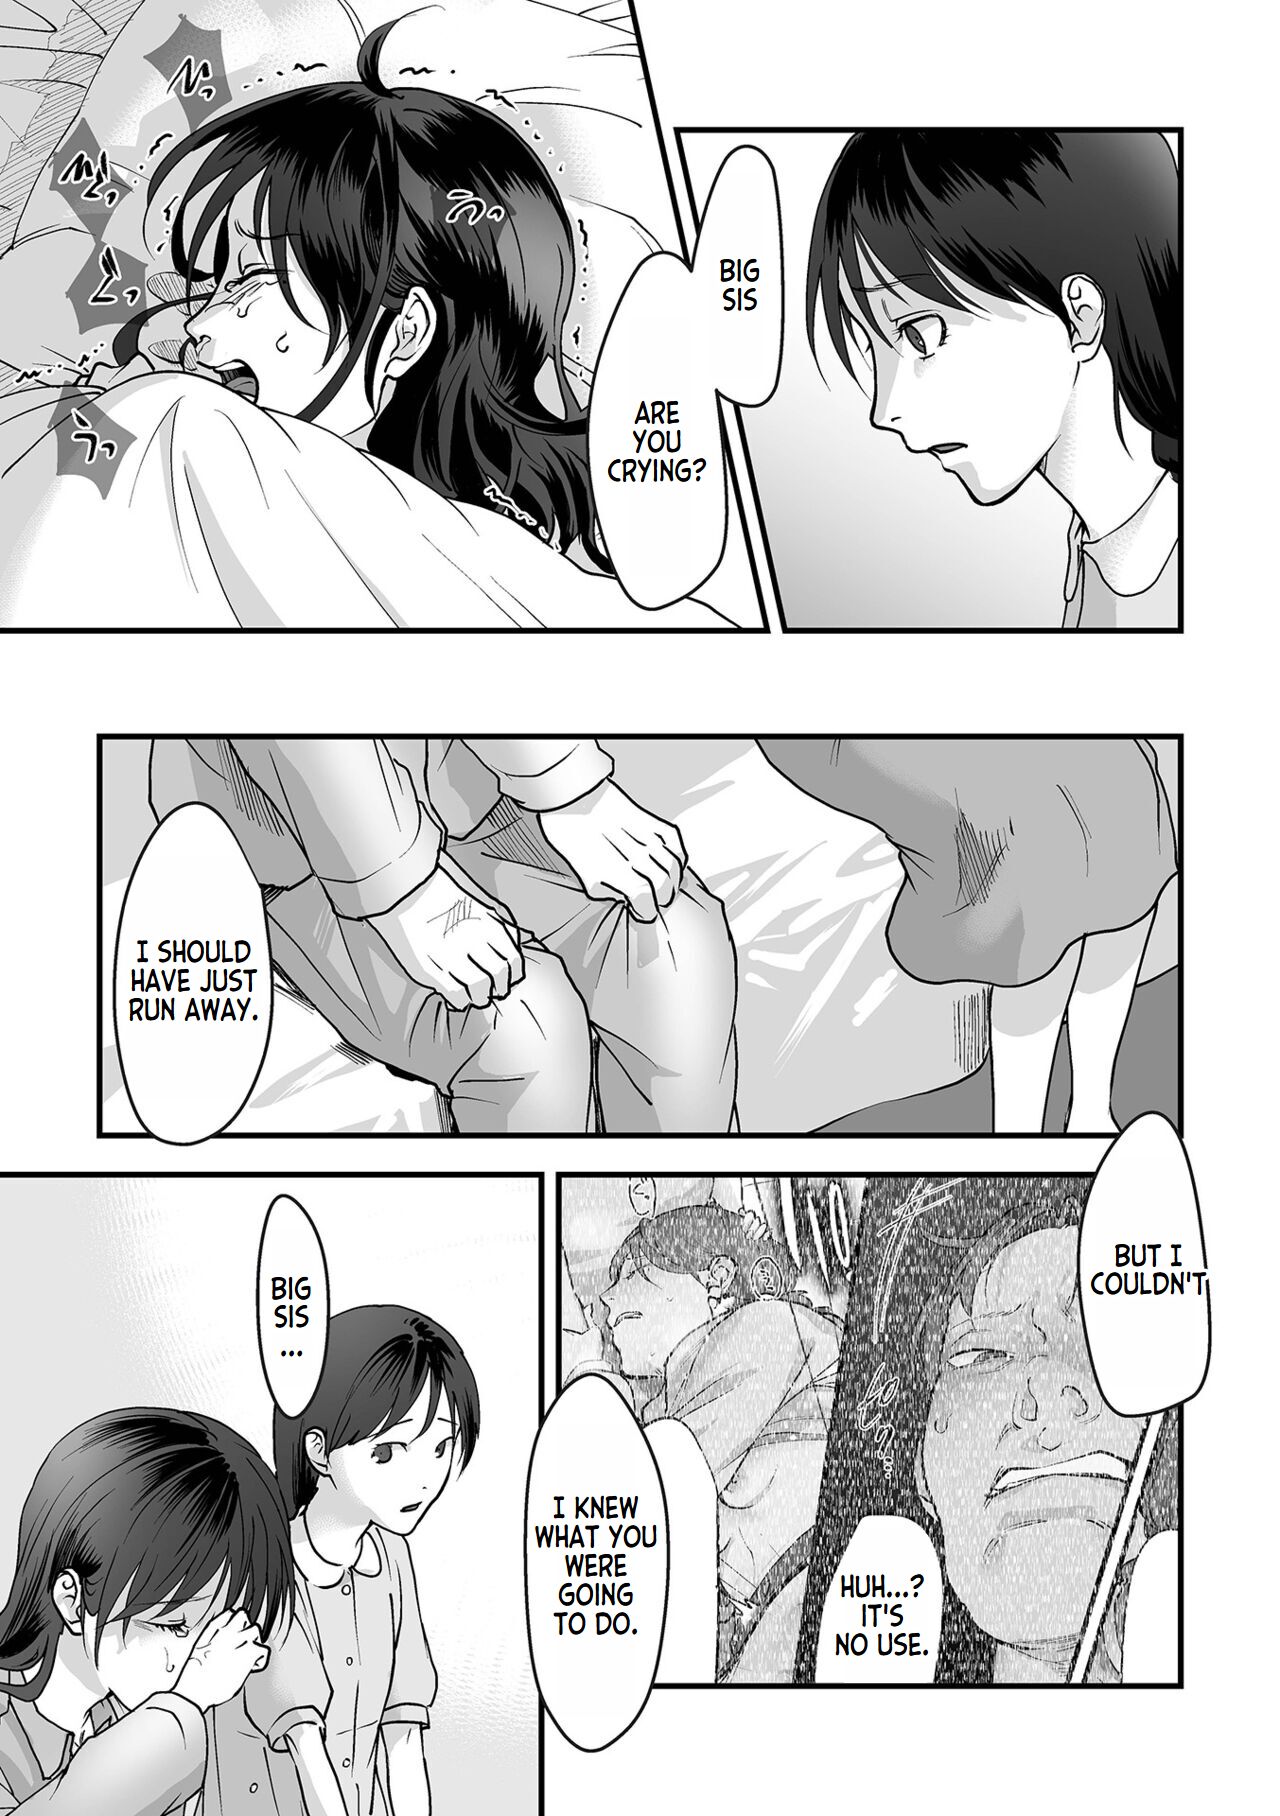 BIG
SIS
ARE
YOU
CRYING?
I SHOULD
HAVE JUST
RUN AWAY.
BUT I
COULDN'T
HUH...?
IT'S
NO USE.
I KNEW
WHAT YOU
WERE
GOING
TO DO.
BIG
SIS
...